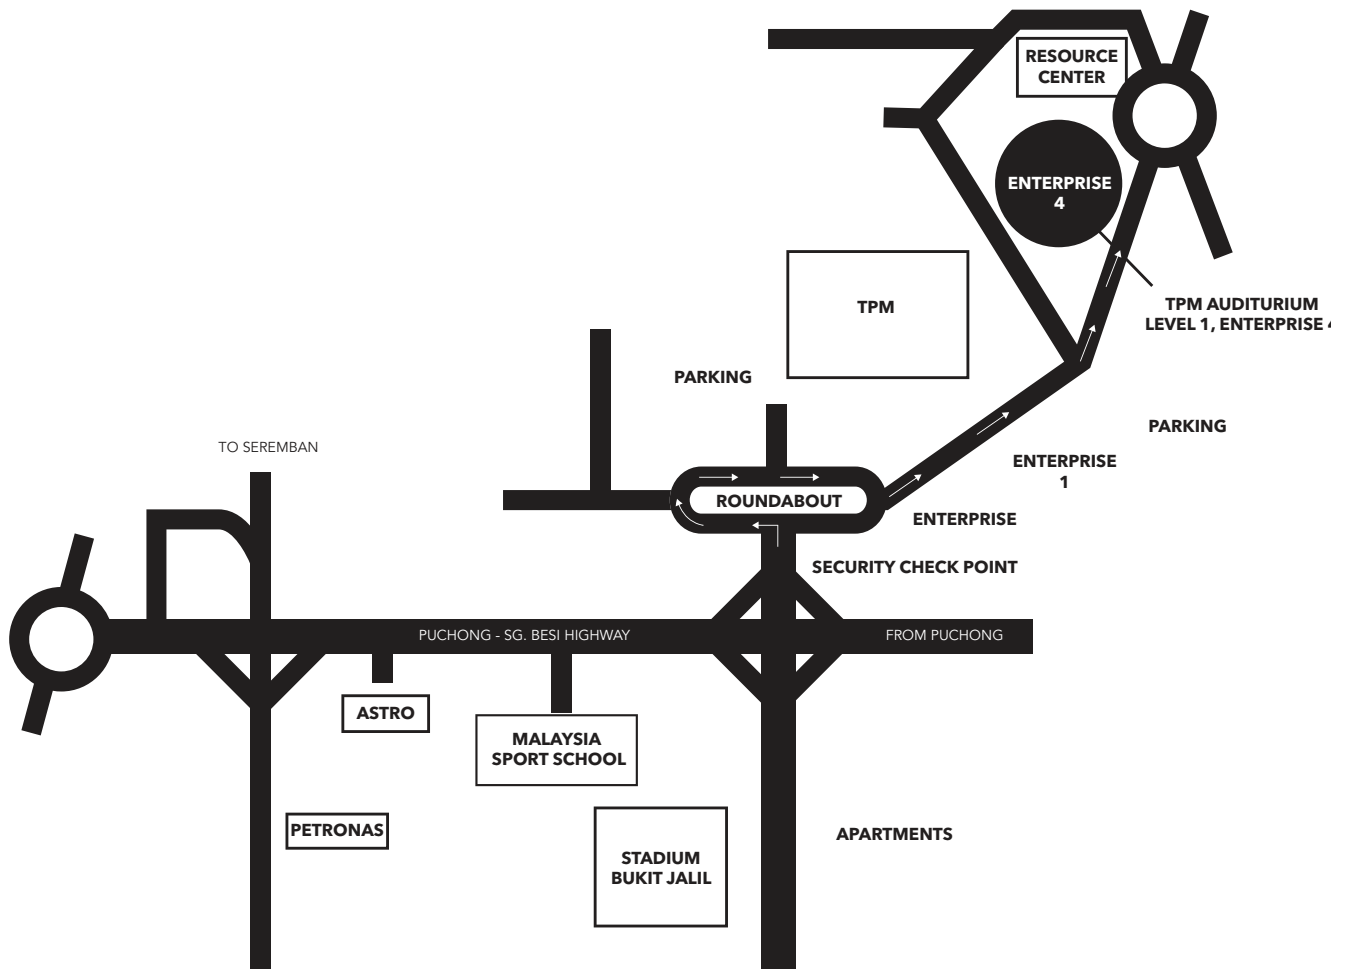 RESOURCE
CENTER
ENTERPRISE
4
TPM
TPM AUDITURIUM
LEVEL 1, ENTERPRISE
PARKING
PARKING
TO SEREMBAN
ENTERPRISE
1
ROUNDABOUT
ENTERPRISE
SECURITY CHECK POINT
PUCHONG - SG. BESI HIGHWAY
FROM PUCHONG
ASTRO
MALAYSIA
SPORT SCHOOL
PETRONAS
APARTMENTS
STADIUM
BUKIT JALIL